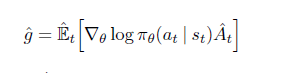 ĝ = Ê_t [ ∇_θ log π_θ(a_t | s_t) Â_t ]